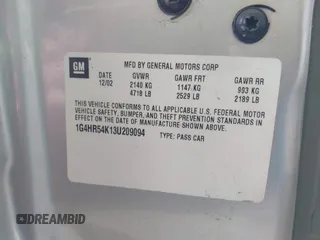 GM
MFD BY GENERAL MOTORS CORP
DATE GVWR GAWR FRT GAWR RR
12/02 2140 KG 1147 KG 993 KG
4718 LB 2529 LB 2189 LB
THIS VEHICLE CONFORMS TO ALL APPLICABLE U.S. FEDERAL MOTOR
VEHICLE SAFETY, BUMPER, AND THEFT PREVENTION STANDARDS IN
EFFECT ON THE DATE OF MANUFACTURE SHOWN ABOVE.
1G4HR54K13U209094 TYPE: PASS CAR
DREAMBID